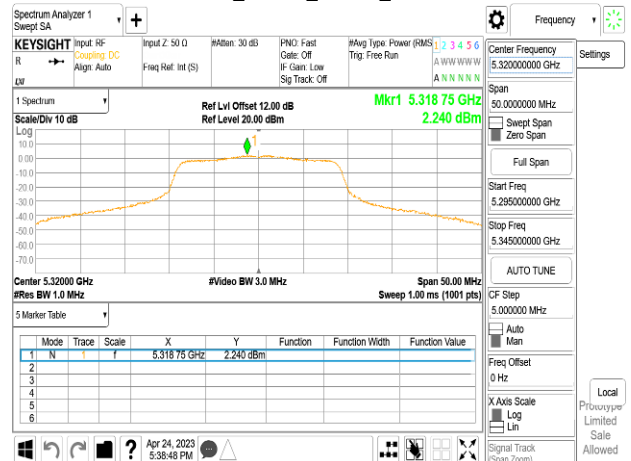 Spectrum Analyzer 1
Swept SA
Frequency
KEYSIGHT
R
LXI
Input: RF
Coupling: DC
Align: Auto
Input Z: 50 Ω
Freq Ref: Int (S)
#Atten: 30 dB
PNO: Fast
Gate: Off
IF Gain: Low
Sig Track: Off
#Avg Type: Power (RMS
Trig: Free Run
1 2 3 4 5 6
A W W W W W
A N N N N N
Center Frequency
5.320000000 GHz
Settings
Span
50.0000000 MHz
Swept Span
Zero Span
Full Span
Start Freq
5.295000000 GHz
Stop Freq
5.345000000 GHz
AUTO TUNE
CF Step
5.000000 MHz
Auto
Man
Freq Offset
0 Hz
X Axis Scale
Log
Lin
Signal Track
(Span Zoom)
Local
Prototype
Limited
Sale
Allowed
1 Spectrum
Scale/Div 10 dB
Ref Lvl Offset 12.00 dB
Ref Level 20.00 dBm
Mkr1 5.318 75 GHz
2.240 dBm
Log
10.0
0.00
-10.0
-20.0
-30.0
-40.0
-50.0
-60.0
-70.0
1
Center 5.32000 GHz
#Res BW 1.0 MHz
#Video BW 3.0 MHz
Span 50.00 MHz
Sweep 1.00 ms (1001 pts)
5 Marker Table
Mode Trace Scale X Y Function Function Width Function Value
1 N 1 f 5.318 75 GHz 2.240 dBm
2
3
4
5
6
?
Apr 24, 2023
5:38:48 PM